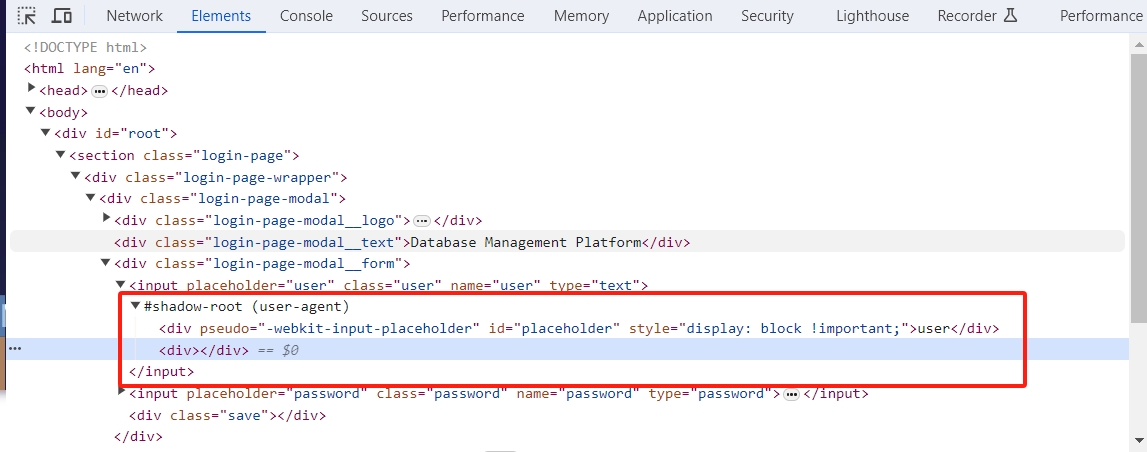 Network Elements Console Sources Performance Memory Application Security Lighthouse Recorder Performance
<!DOCTYPE html>
<html lang="en">
<head> ••• </head>
<body>
<div id="root">
<section class="login-page">
<div class="login-page-wrapper">
<div class="login-page-modal">
<div class="login-page-modal__logo"> ••• </div>
<div class="login-page-modal__text">Database Management Platform</div>
<div class="login-page-modal__form">
<input placeholder="user" class="user" name="user" type="text">
#shadow-root (user-agent)
<div pseudo="-webkit-input-placeholder" id="placeholder" style="display: block !important;">user</div>
••• <div></div> == $0
</input>
<input placeholder="password" class="password" name="password" type="password"> ••• </input>
<div class="save"></div>
</div>